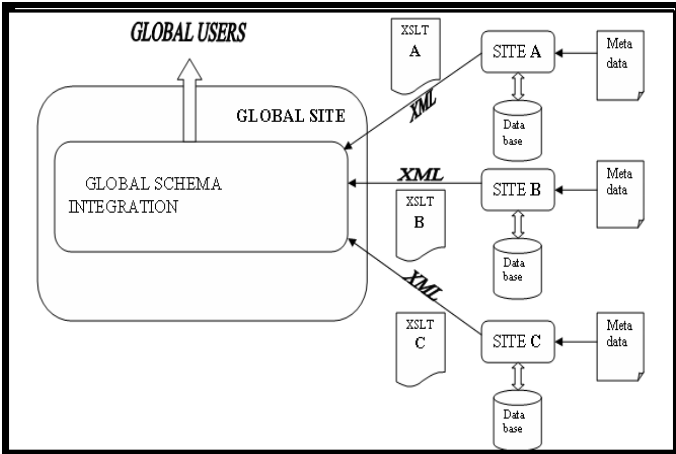 GLOBAL USERS
GLOBAL SITE
GLOBAL SCHEMA
INTEGRATION
XSLT
A
XML
SITE A
Meta
data
Data
base
XML
XSLT
B
SITE B
Meta
data
Data
base
XML
XSLT
C
SITE C
Meta
data
Data
base